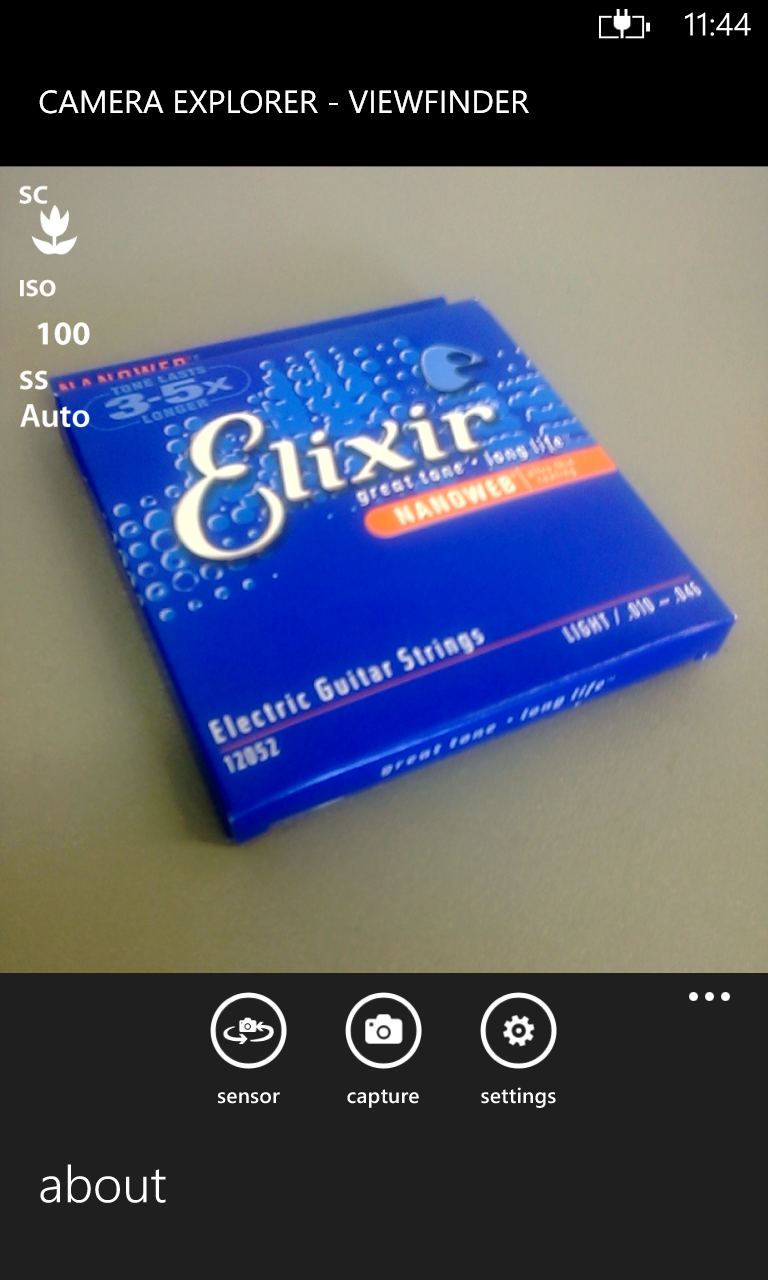 11:44
CAMERA EXPLORER - VIEWFINDER
SC
ISO
100
SS
Auto
NANOWEB
TONE LASTS
3-5x
LONGER
Elixir
great tone · long life
NANOWEB
Electric Guitar Strings
LIGHT / .010 – .046
12052
great tone · long life
sensor
capture
settings
about